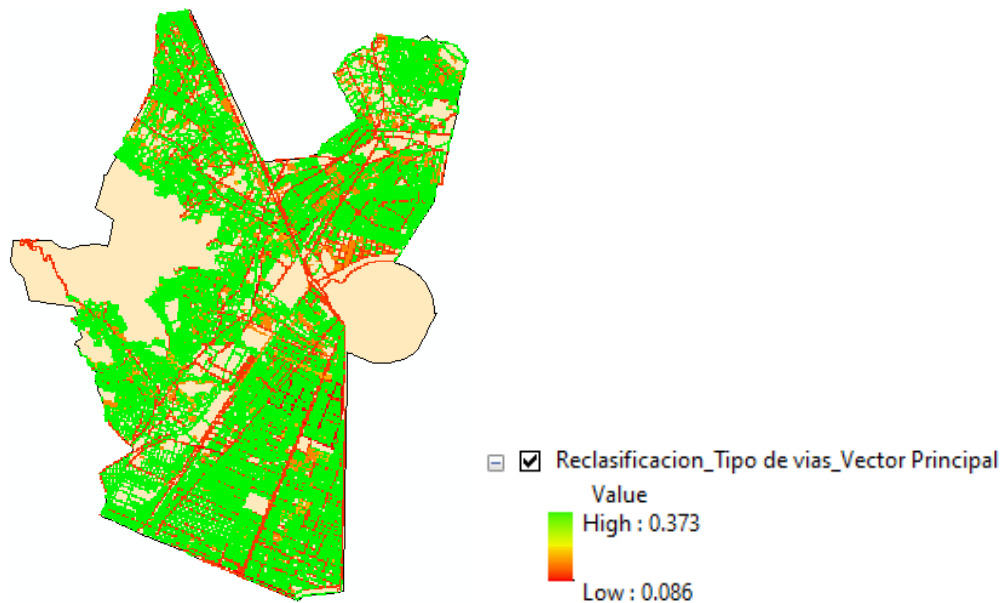 Reclasificacion_Tipo de vias_Vector Principal
Value
High : 0.373
Low : 0.086